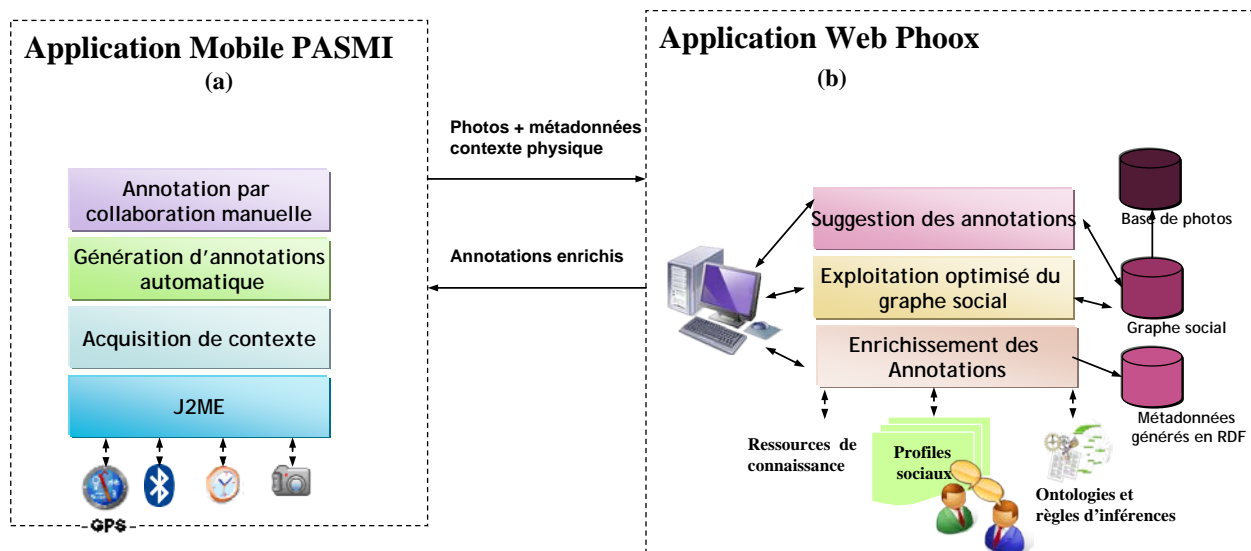 Application Mobile PASMI
(a)
Annotation par
collaboration manuelle
Génération d'annotations
automatique
Acquisition de contexte
J2ME
GPS
Photos + métadonnées
contexte physique
Annotations enrichis
Application Web Phoox
(b)
Suggestion des annotations
Exploitation optimisé du
graphe social
Enrichissement des
Annotations
Base de photos
Graphe social
Métadonnées
générés en RDF
Ressources de
connaissance
Profiles
sociaux
Ontologies et
règles d'inférences